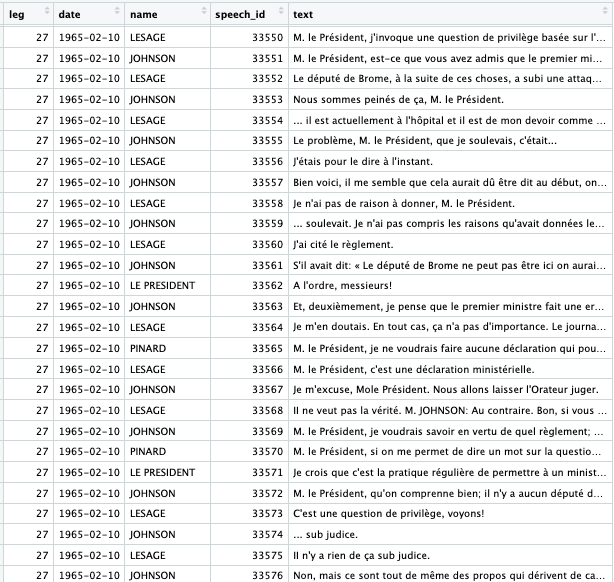 leg date name speech_id text
27 1965-02-10 LESAGE 33550 M. le Président, j'invoque une question de privilège basée sur l'...
27 1965-02-10 JOHNSON 33551 M. le Président, est-ce que vous avez admis que le premier mi...
27 1965-02-10 LESAGE 33552 Le député de Brome, à la suite de ces choses, a subi une attaq...
27 1965-02-10 JOHNSON 33553 Nous sommes peinés de ça, M. le Président.
27 1965-02-10 LESAGE 33554 ... il est actuellement à l'hôpital et il est de mon devoir comme ...
27 1965-02-10 JOHNSON 33555 Le problème, M. le Président, que je soulevais, c'était...
27 1965-02-10 LESAGE 33556 J'étais pour le dire à l'instant.
27 1965-02-10 JOHNSON 33557 Bien voici, il me semble que cela aurait dû être dit au début, on...
27 1965-02-10 LESAGE 33558 Je n'ai pas de raison à donner, M. le Président.
27 1965-02-10 JOHNSON 33559 ... soulevait. Je n'ai pas compris les raisons qu'avait données le...
27 1965-02-10 LESAGE 33560 J'ai cité le règlement.
27 1965-02-10 JOHNSON 33561 S'il avait dit: « Le député de Brome ne peut pas être ici on aurai...
27 1965-02-10 LE PRESIDENT 33562 A l'ordre, messieurs!
27 1965-02-10 JOHNSON 33563 Et, deuxièmement, je pense que le premier ministre fait une er...
27 1965-02-10 LESAGE 33564 Je m'en doutais. En tout cas, ça n'a pas d'importance. Le journa...
27 1965-02-10 PINARD 33565 M. le Président, je ne voudrais faire aucune déclaration qui pou...
27 1965-02-10 LESAGE 33566 M. le Président, c'est une déclaration ministérielle.
27 1965-02-10 JOHNSON 33567 Je m'excuse, Mole Président. Nous allons laisser l'Orateur juger.
27 1965-02-10 LESAGE 33568 Il ne veut pas la vérité. M. JOHNSON: Au contraire. Bon, si vous ...
27 1965-02-10 JOHNSON 33569 M. le Président, je voudrais savoir en vertu de quel règlement; ...
27 1965-02-10 PINARD 33570 M. le Président, si on me permet de dire un mot sur la questio...
27 1965-02-10 LE PRESIDENT 33571 Je crois que c'est la pratique régulière de permettre à un minist...
27 1965-02-10 JOHNSON 33572 M. le Président, qu'on comprenne bien; il n'y a aucun député d...
27 1965-02-10 LESAGE 33573 C'est une question de privilège, voyons!
27 1965-02-10 JOHNSON 33574 ... sub judice.
27 1965-02-10 LESAGE 33575 Il n'y a rien de ça sub judice.
27 1965-02-10 JOHNSON 33576 Non, mais ce sont tout de même des propos qui dérivent de ca...